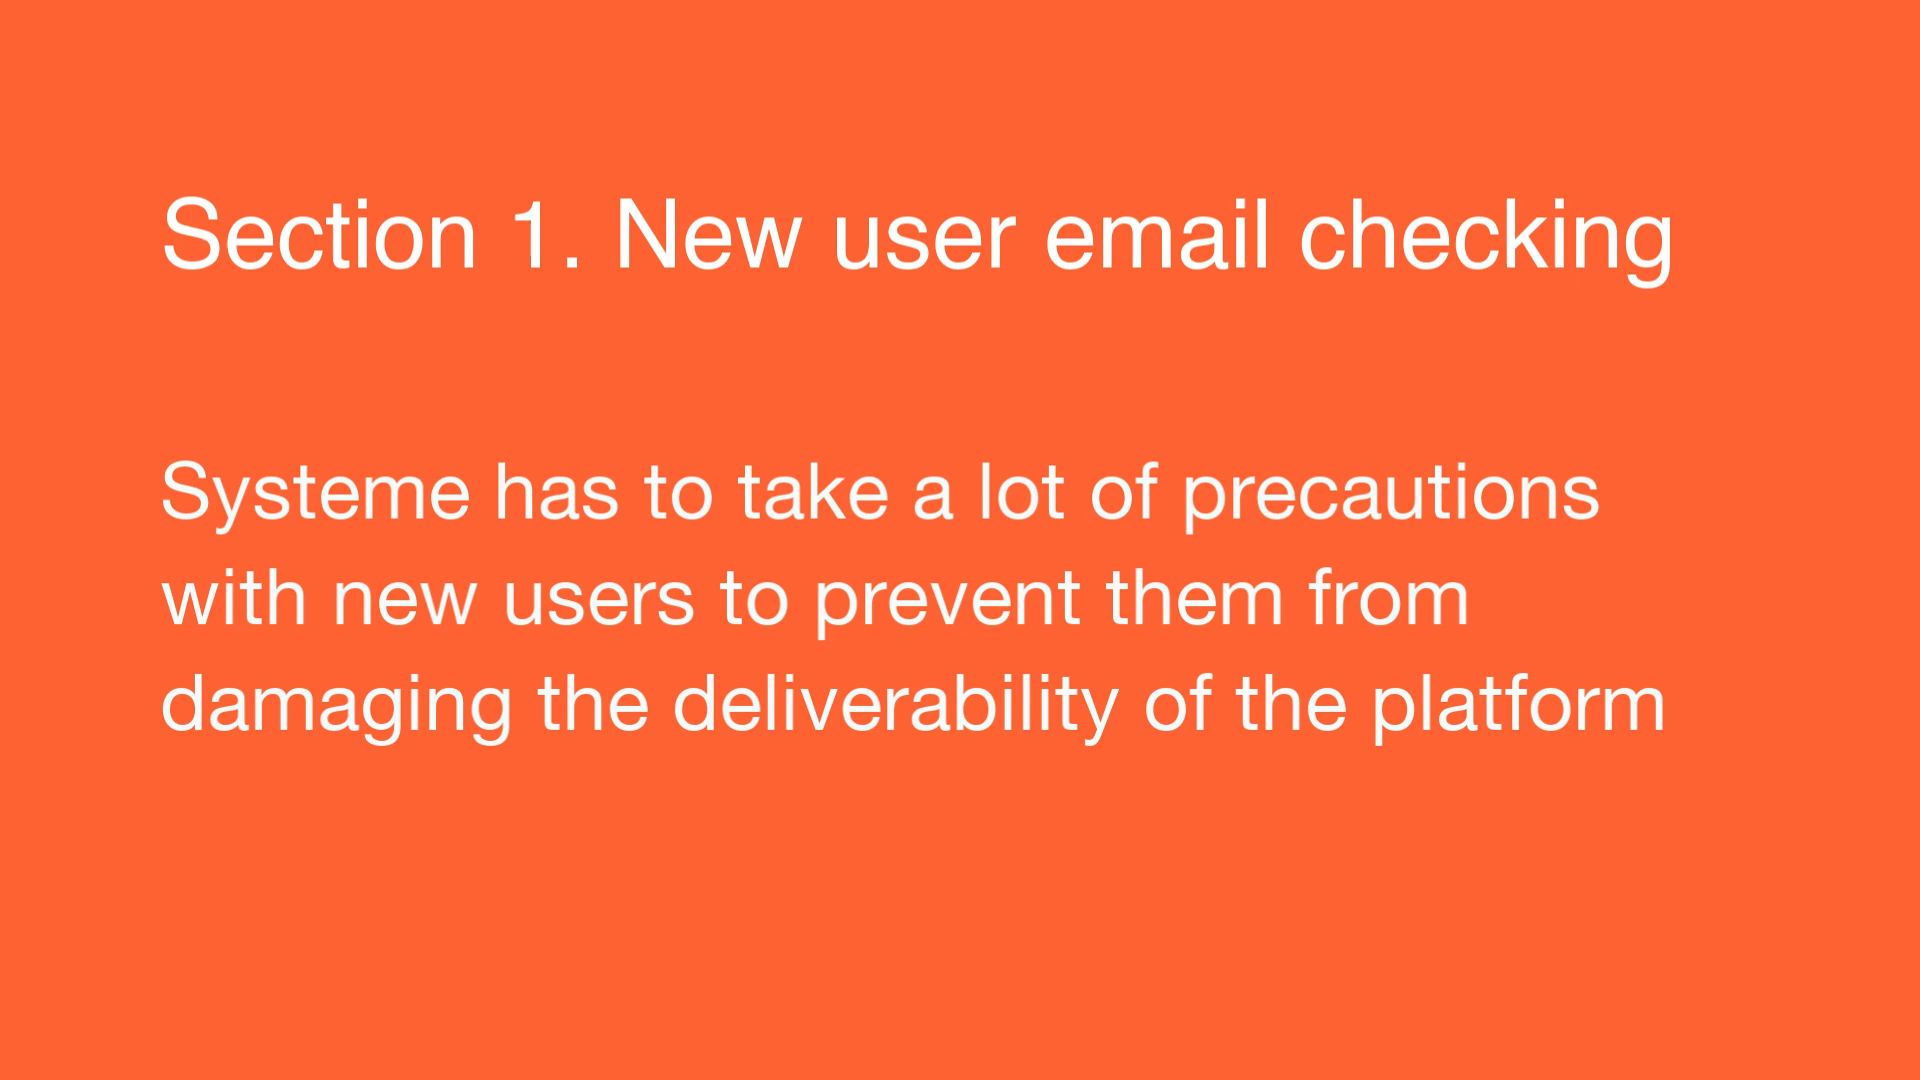 Section 1. New user email checking
Systeme has to take a lot of precautions
with new users to prevent them from
damaging the deliverability of the platform